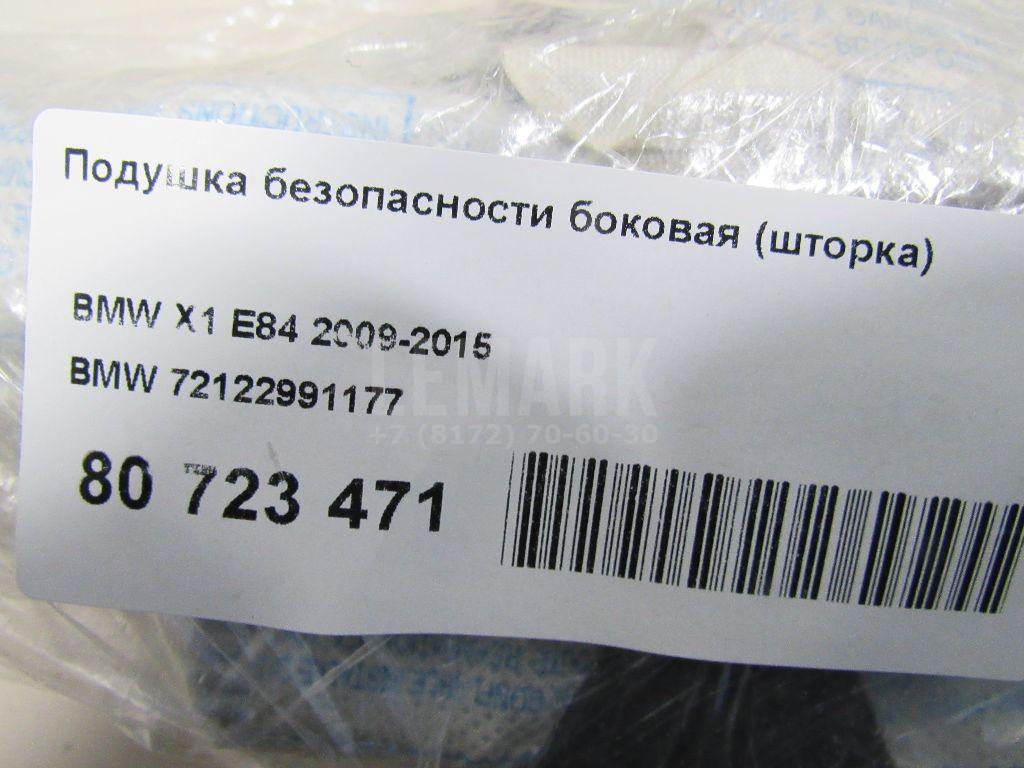 Подушка безопасности боковая (шторка)
BMW X1 E84 2009-2015
BMW 72122991177
LEMARK
+7 (8172) 70-60-30
80 723 471